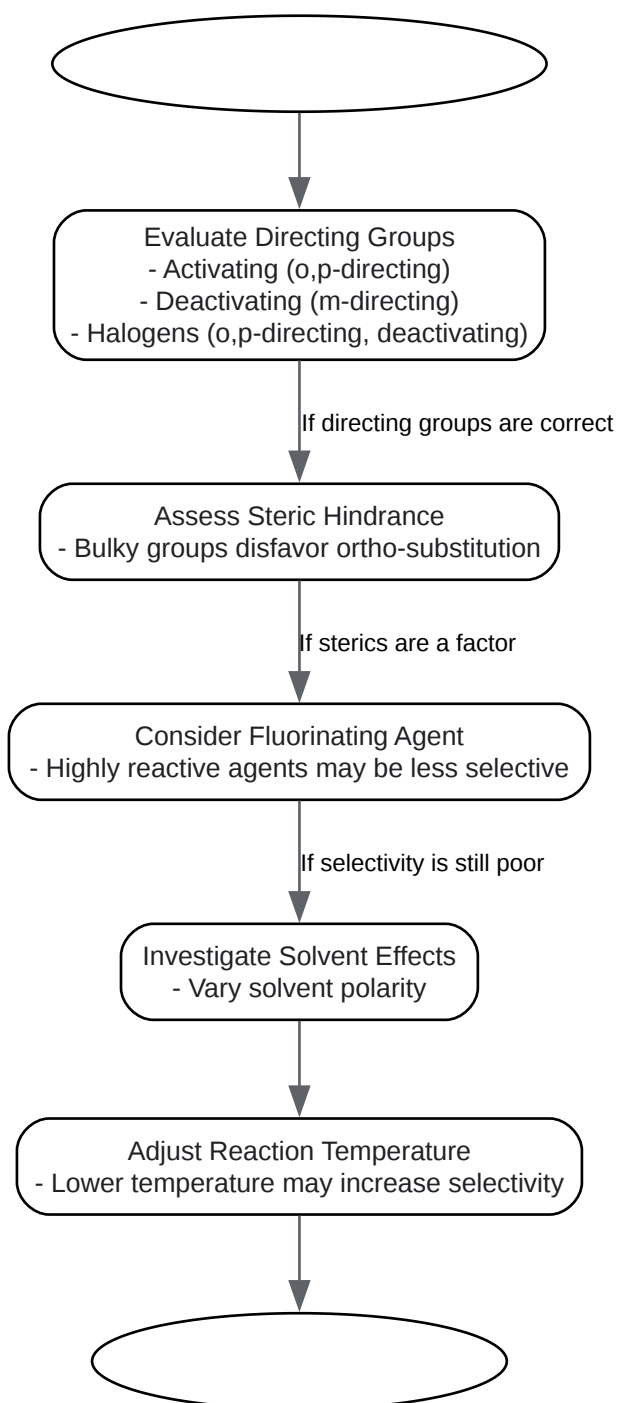 Evaluate Directing Groups
- Activating (o,p-directing)
- Deactivating (m-directing)
- Halogens (o,p-directing, deactivating)
If directing groups are correct
Assess Steric Hindrance
- Bulky groups disfavor ortho-substitution
If sterics are a factor
Consider Fluorinating Agent
- Highly reactive agents may be less selective
If selectivity is still poor
Investigate Solvent Effects
- Vary solvent polarity
Adjust Reaction Temperature
- Lower temperature may increase selectivity